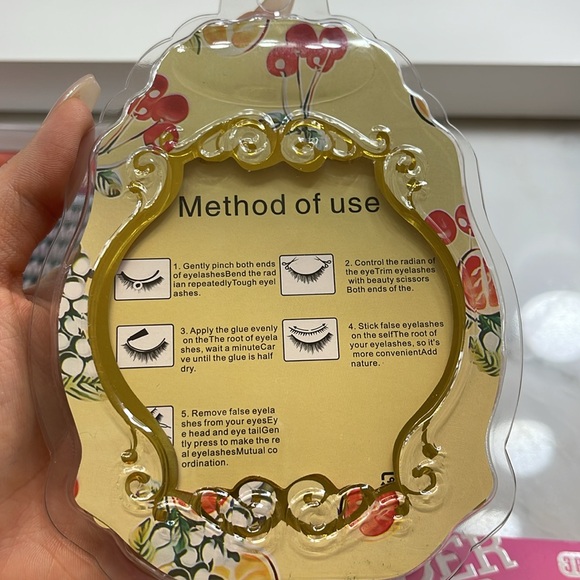 Method of use
1. Gently pinch both ends
of eyelashesBend the rad
ian repeatedlyTough eyel
ashes.
2. Control the radian of
the eyeTrim eyelashes
with beauty scissors
Both ends of the.
3. Apply the glue evenly
on theThe root of eyela
shes, wait a minuteCar
ve until the glue is half
dry.
4. Stick false eyelashes
on the selfThe root of
your eyelashes, so it's
more convenientAdd
nature.
5. Remove false eyela
shes from your eyesEy
e head and eye tailGen
tly press to make the re
al eyelashesMutual co
ordination.